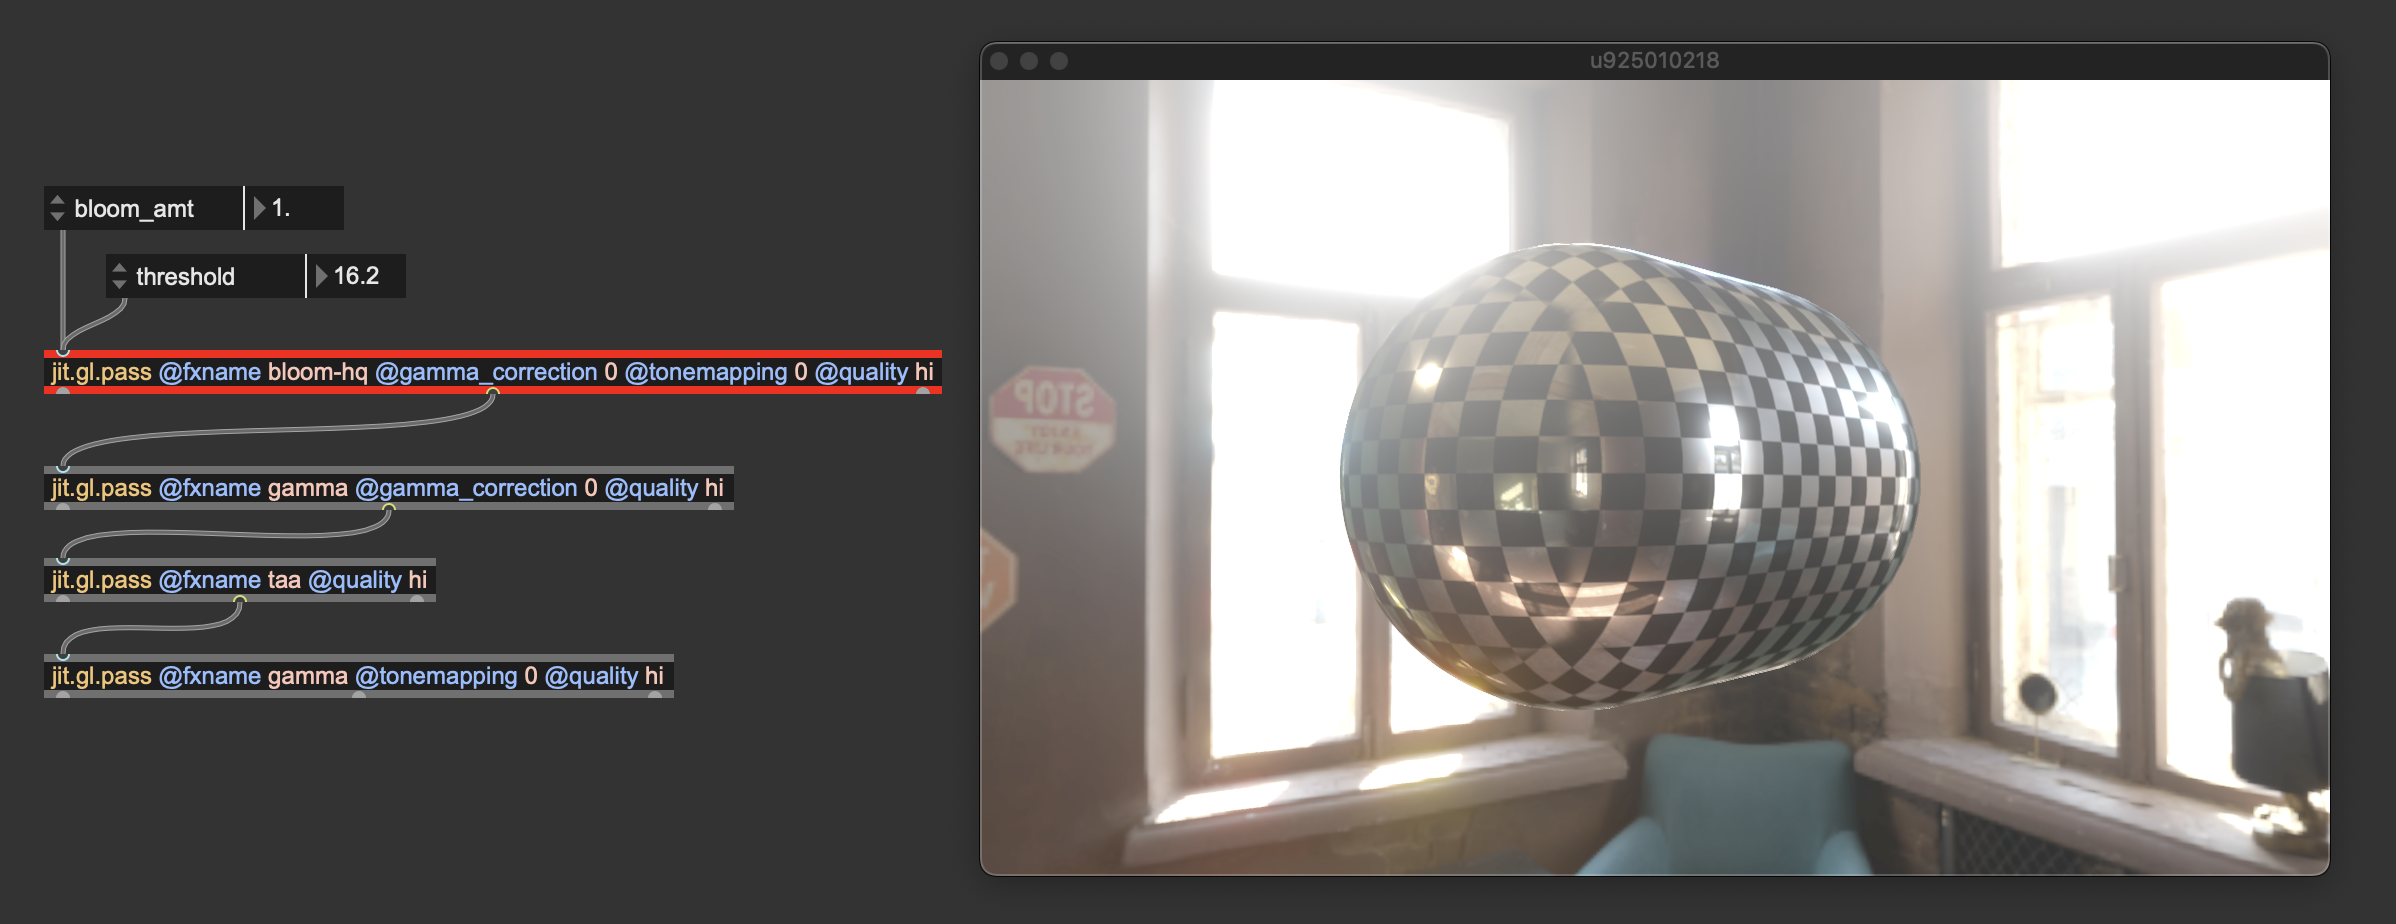 u925010218
bloom_amt 1.
threshold 16.2
jit.gl.pass @fxname bloom-hq @gamma_correction 0 @tonemapping 0 @quality hi
jit.gl.pass @fxname gamma @gamma_correction 0 @quality hi
jit.gl.pass @fxname taa @quality hi
jit.gl.pass @fxname gamma @tonemapping 0 @quality hi
STOP